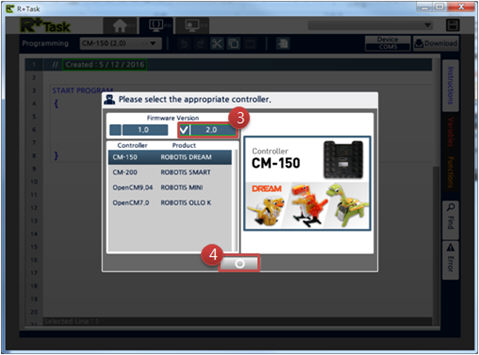 R+Task
R+Task
Programming CM-150 (2.0) Device COM5 Download
1 // Created : 5 / 12 / 2016
2
3 START PROGRAM
4 {
Please select the appropriate controller.
Firmware Version
1.0 2.0
3
Controller Product
CM-150 ROBOTIS DREAM
CM-200 ROBOTIS SMART
OpenCM9.04 ROBOTIS MINI
OpenCM7.0 ROBOTIS OLLO K
Controller
CM-150
DREAM
4
}
Instructions
Variables
Functions
Find
Error
Selected Line : 1